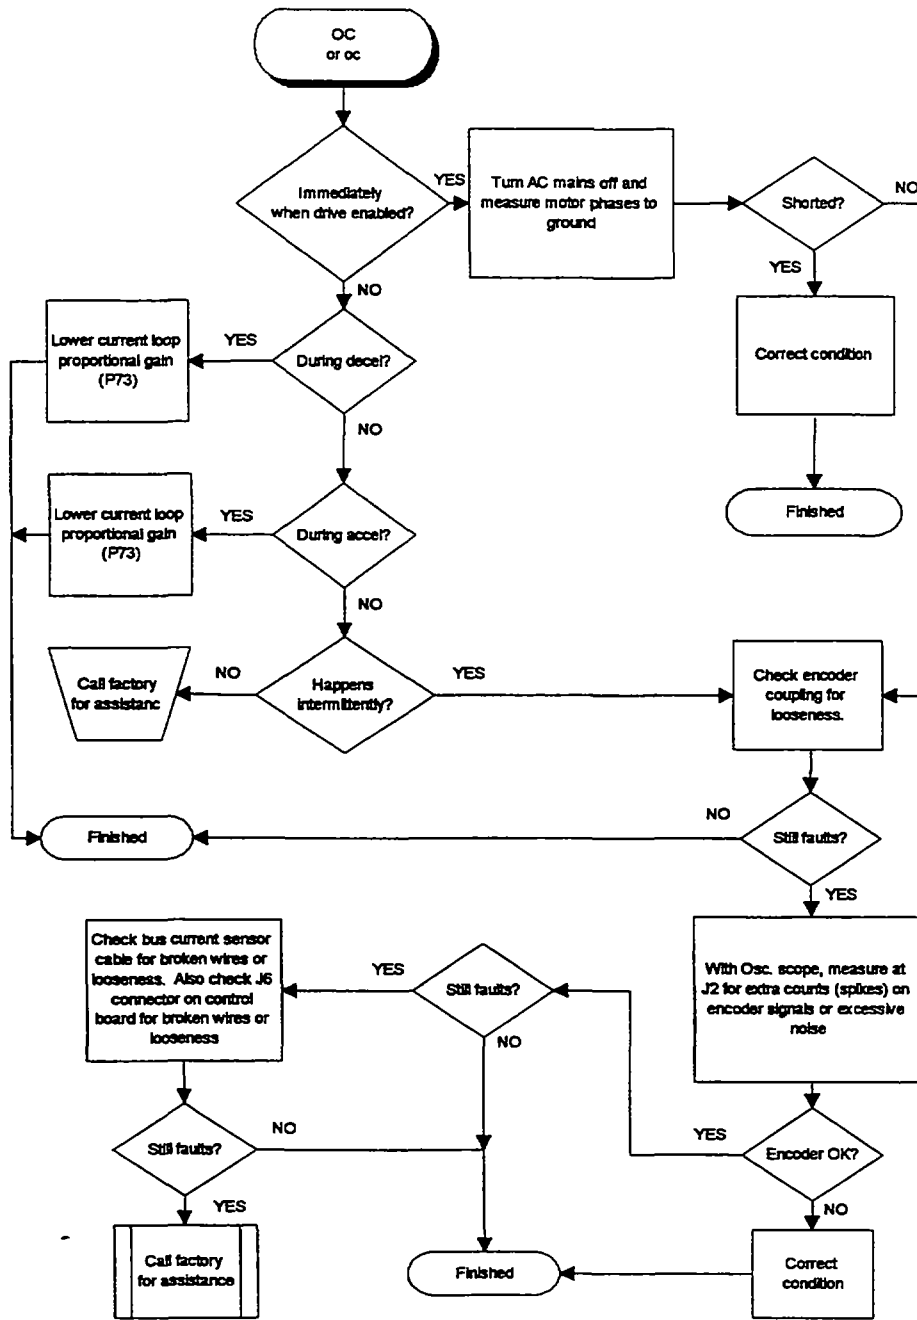 OC
or oc
Immediately
when drive enabled?
YES
Turn AC mains off and
measure motor phases to
ground
Shorted?
NO
YES
Correct condition
Finished
NO
Lower current loop
proportional gain
(P73)
YES
During decel?
NO
Lower current loop
proportional gain
(P73)
YES
During accel?
NO
Call factory
for assistanc
NO
Happens
intermittently?
YES
Check encoder
coupling for
looseness.
Finished
NO
Still faults?
YES
Check bus current sensor
cable for broken wires or
looseness. Also check J6
connector on control
board for broken wires or
looseness
YES
Still faults?
NO
With Osc. scope, measure at
J2 for extra counts (spikes) on
encoder signals or excessive
noise
Still faults?
NO
YES
YES
Encoder OK?
NO
Call factory
for assistance
Finished
Correct
condition